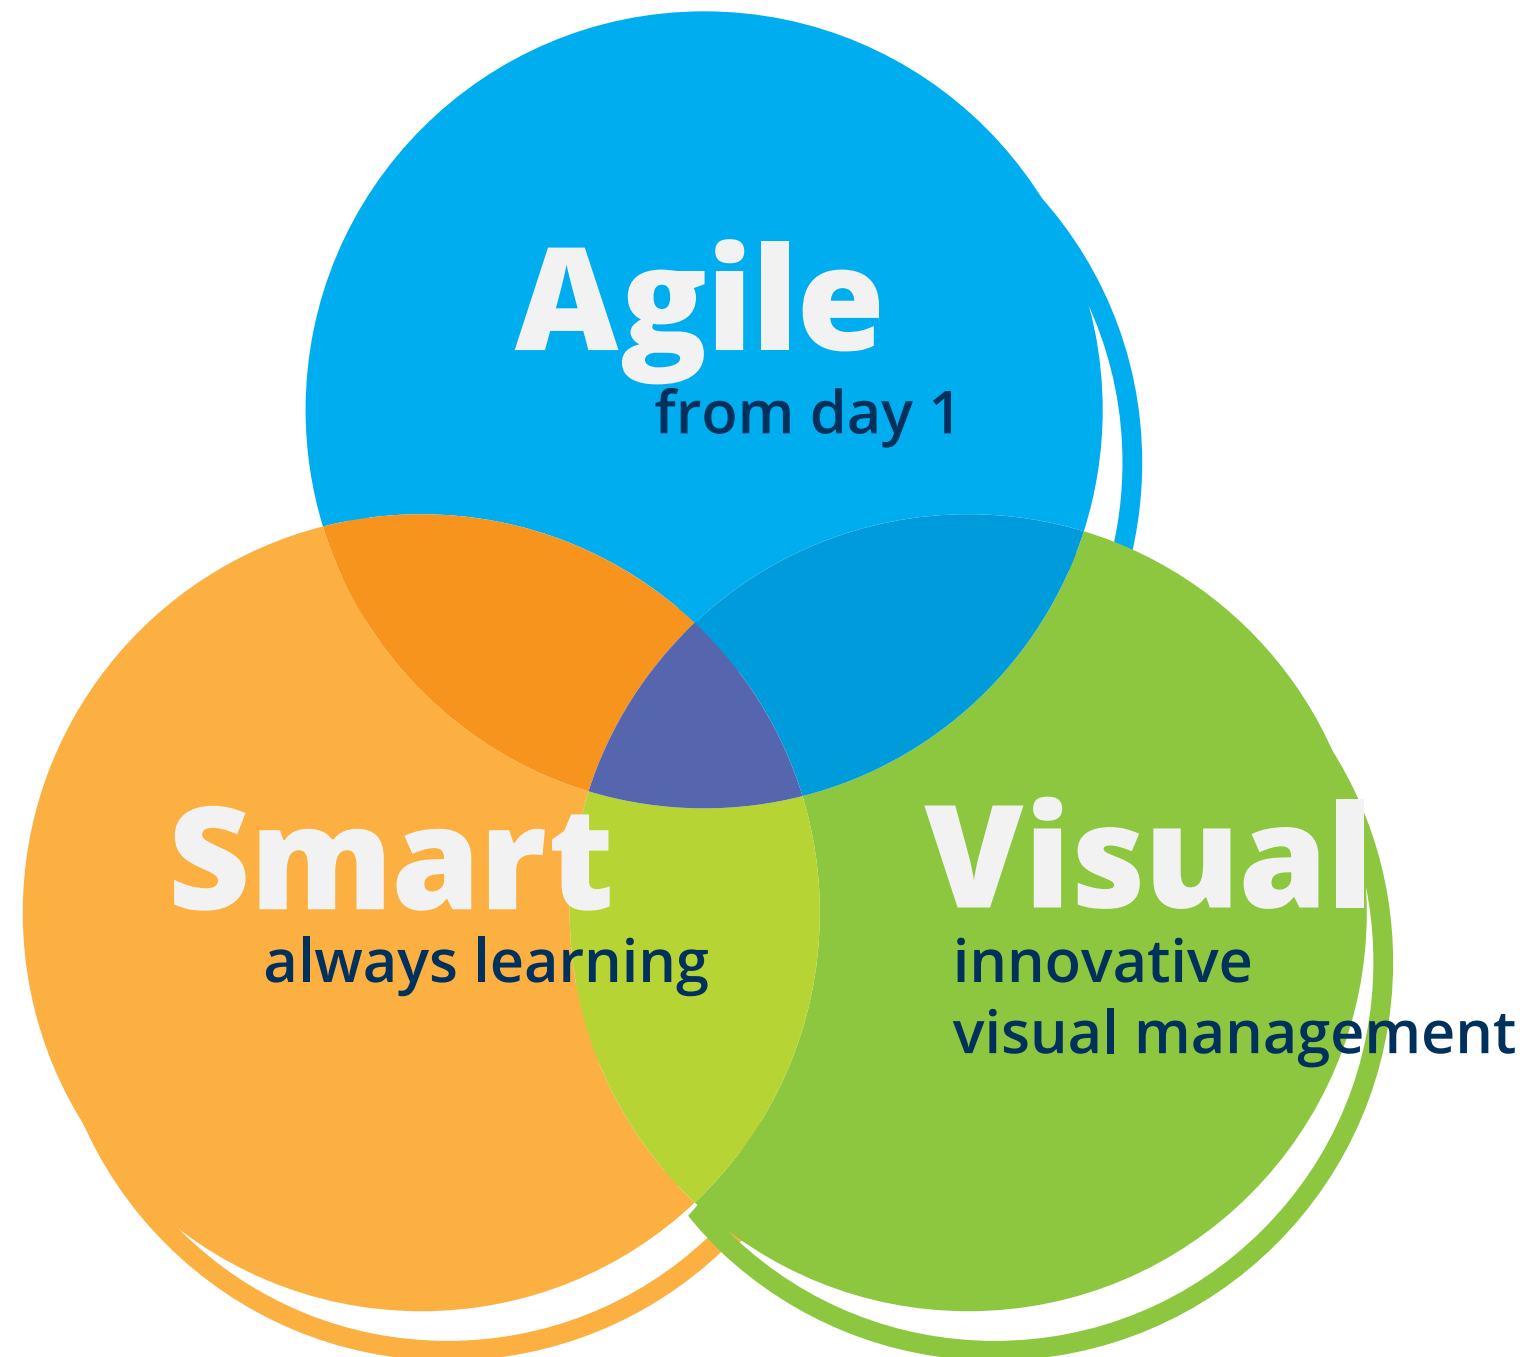 Agile
from day 1
Smart
always learning
Visual
innovative
visual management